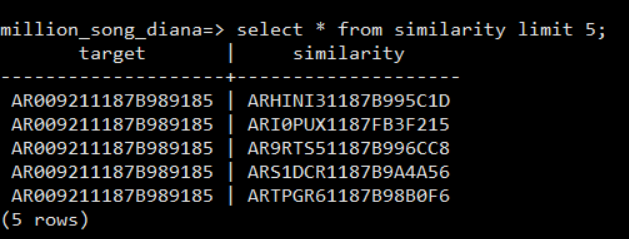 million_song_diana=> select * from similarity limit 5;
target | similarity
--------------------+--------------------
AR009211187B989185 | ARHINI31187B995C1D
AR009211187B989185 | ARI0PUX1187FB3F215
AR009211187B989185 | AR9RTS51187B996CC8
AR009211187B989185 | ARS1DCR1187B9A4A56
AR009211187B989185 | ARTPGR61187B98B0F6
(5 rows)